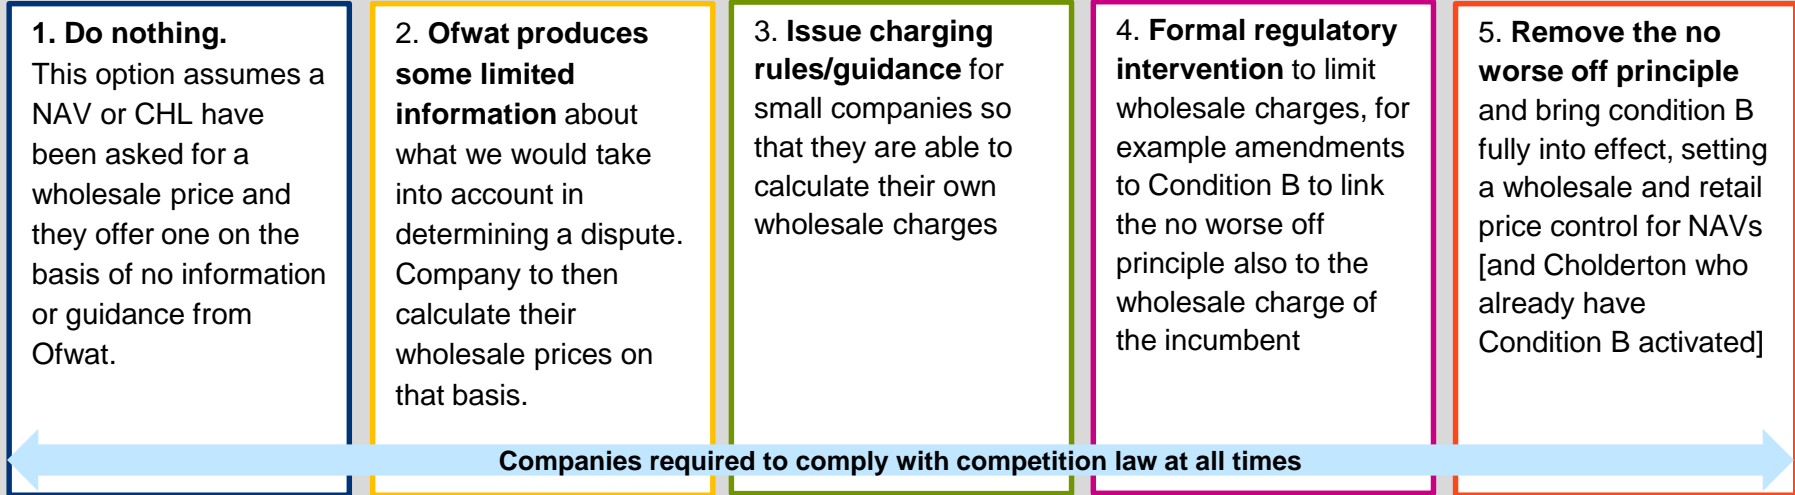 1. Do nothing.
This option assumes a
NAV or CHL have
been asked for a
wholesale price and
they offer one on the
basis of no information
or guidance from
Ofwat.
2. Ofwat produces
some limited
information about
what we would take
into account in
determining a dispute.
Company to then
calculate their
wholesale prices on
that basis.
3. Issue charging
rules/guidance for
small companies so
that they are able to
calculate their own
wholesale charges
4. Formal regulatory
intervention to limit
wholesale charges, for
example amendments
to Condition B to link
the no worse off
principle also to the
wholesale charge of
the incumbent
5. Remove the no
worse off principle
and bring condition B
fully into effect, setting
a wholesale and retail
price control for NAVs
[and Cholderton who
already have
Condition B activated]
Companies required to comply with competition law at all times